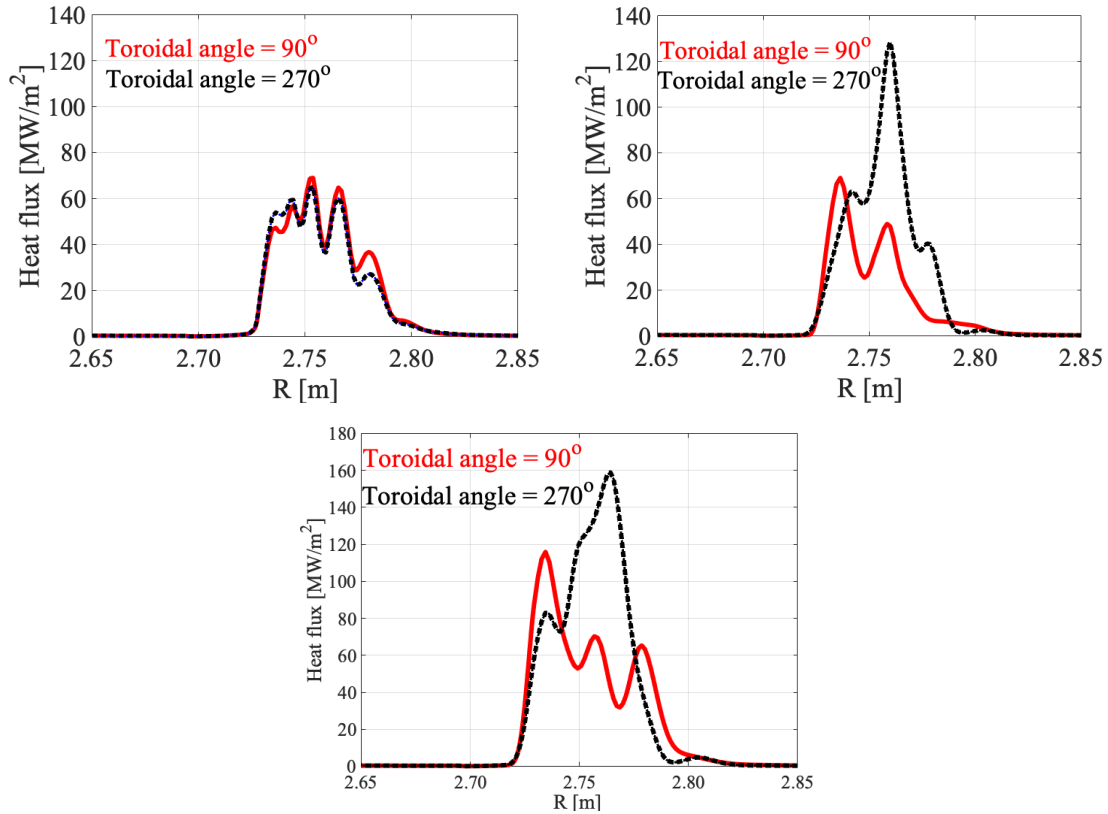 Toroidal angle = 90°
Toroidal angle = 270°
Heat flux [MW/m²]
140
120
100
80
60
40
20
0
2.65 2.70 2.75 2.80 2.85
R [m]
Toroidal angle = 90°
Toroidal angle = 270°
Heat flux [MW/m²]
140
120
100
80
60
40
20
0
2.65 2.70 2.75 2.80 2.85
R [m]
Toroidal angle = 90°
Toroidal angle = 270°
Heat flux [MW/m²]
180
160
140
120
100
80
60
40
20
0
2.65 2.70 2.75 2.80 2.85
R [m]